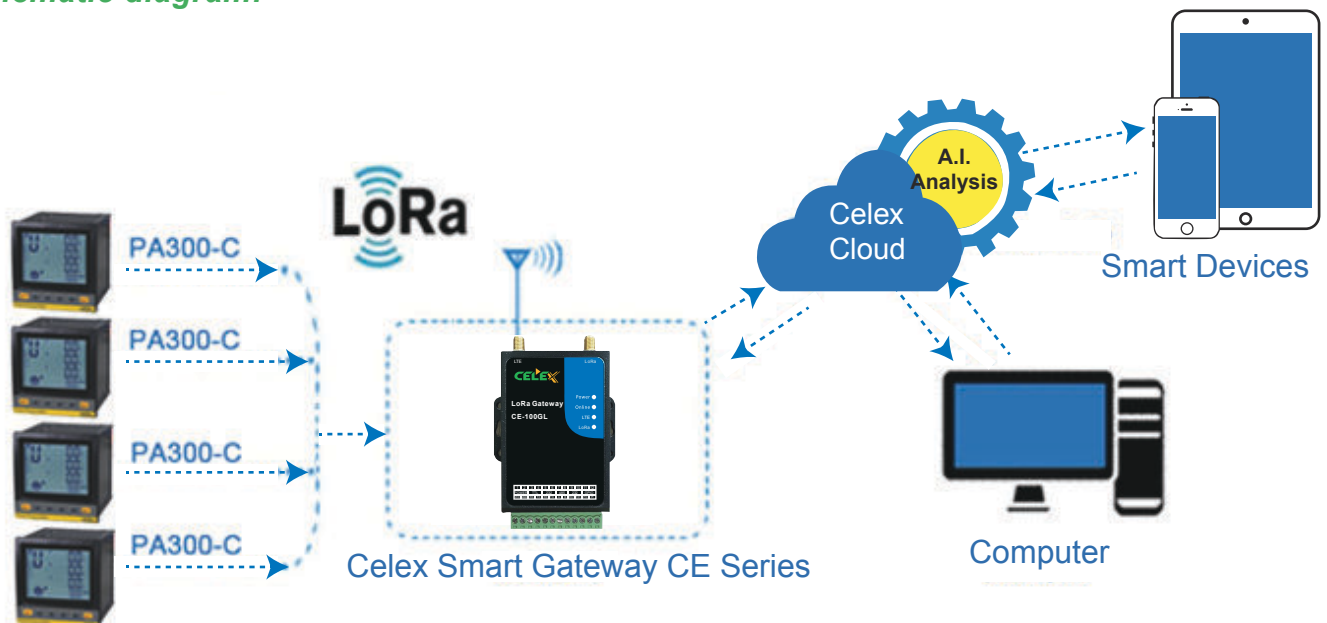 LoRa
PA300-C
PA300-C
PA300-C
PA300-C
LTE
LoRa
CELEX
LoRa Gateway
CE-100GL
Power
Online
LTE
LoRa
Celex Smart Gateway CE Series
Celex
Cloud
A.I.
Analysis
Smart Devices
Computer